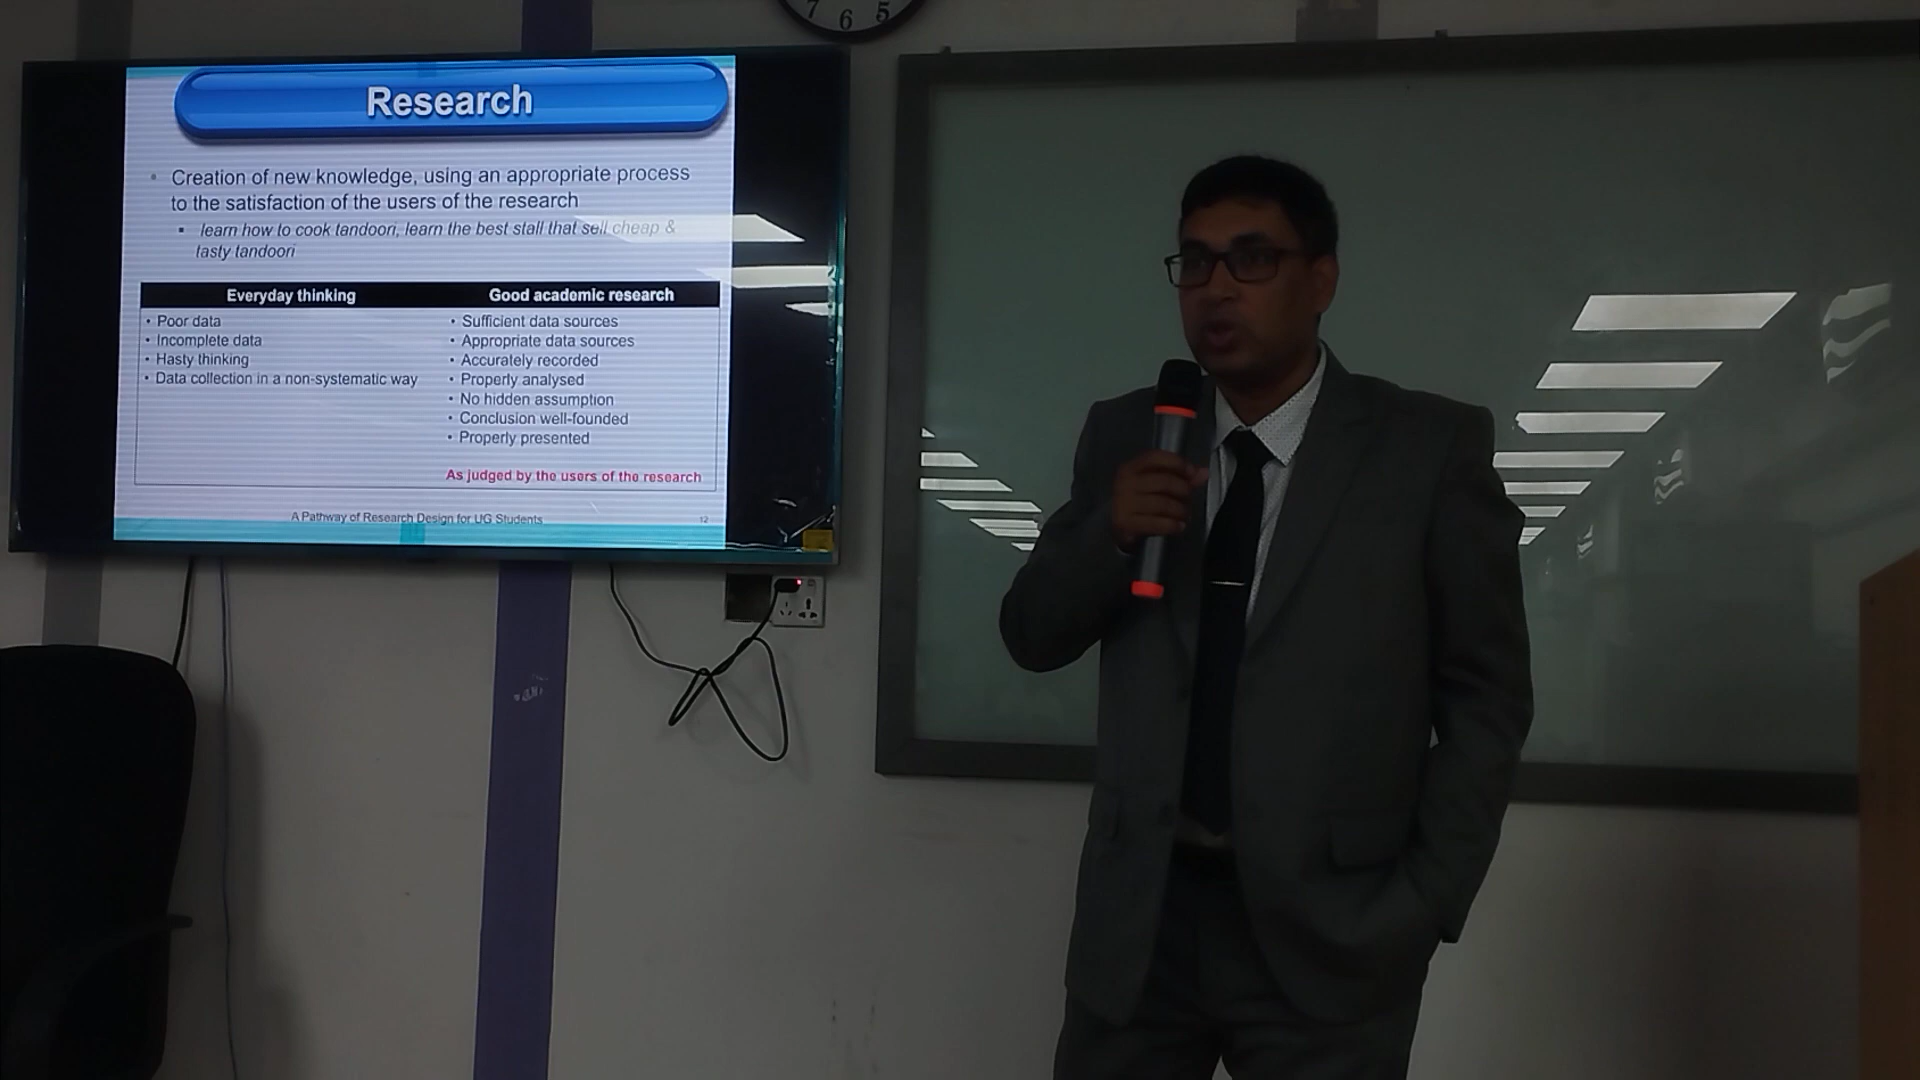 7 6 5
Research
• Creation of new knowledge, using an appropriate process
to the satisfaction of the users of the research
▪ learn how to cook tandoori, learn the best stall that sell cheap &
tasty tandoori
Everyday thinking
• Poor data
• Incomplete data
• Hasty thinking
• Data collection in a non-systematic way
Good academic research
• Sufficient data sources
• Appropriate data sources
• Accurately recorded
• Properly analysed
• No hidden assumption
• Conclusion well-founded
• Properly presented
As judged by the users of the research
A Pathway of Research Design for UG Students
12